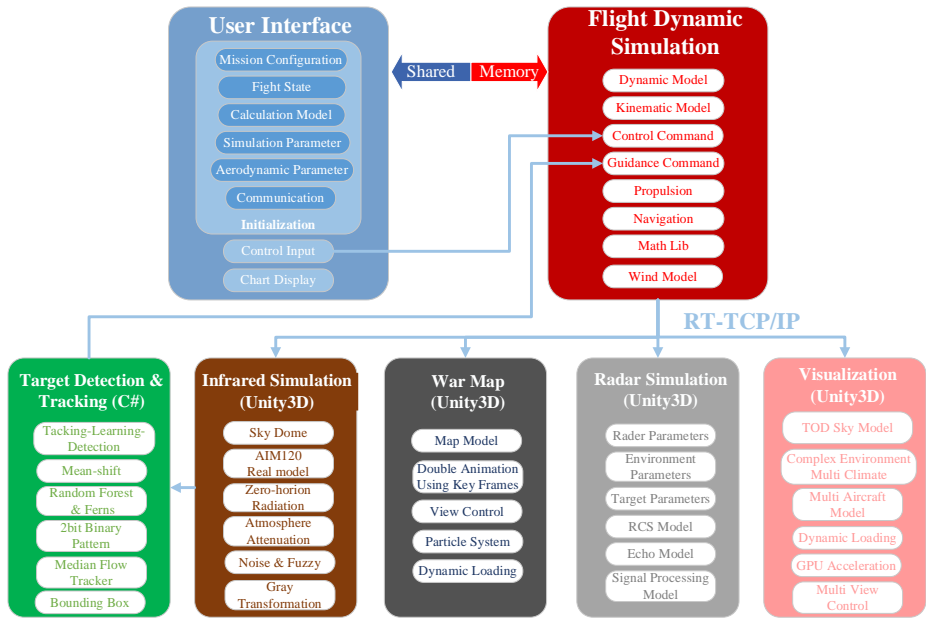 User Interface
Mission Configuration
Fight State
Calculation Model
Simulation Parameter
Aerodynamic Parameter
Communication
Initialization
Control Input
Chart Display
Shared Memory
Flight Dynamic
Simulation
Dynamic Model
Kinematic Model
Control Command
Guidance Command
Propulsion
Navigation
Math Lib
Wind Model
RT-TCP/IP
Target Detection &
Tracking (C#)
Tacking-Learning-
Detection
Mean-shift
Random Forest
& Ferns
2bit Binary
Pattern
Median Flow
Tracker
Bounding Box
Infrared Simulation
(Unity3D)
Sky Dome
AIM120
Real model
Zero-horion
Radiation
Atmosphere
Attenuation
Noise & Fuzzy
Gray
Transformation
War Map
(Unity3D)
Map Model
Double Animation
Using Key Frames
View Control
Particle System
Dynamic Loading
Radar Simulation
(Unity3D)
Rader Parameters
Environment
Parameters
Target Parameters
RCS Model
Echo Model
Signal Processing
Model
Visualization
(Unity3D)
TOD Sky Model
Complex Environment
Multi Climate
Multi Aircraft
Model
Dynamic Loading
GPU Acceleration
Multi View
Control